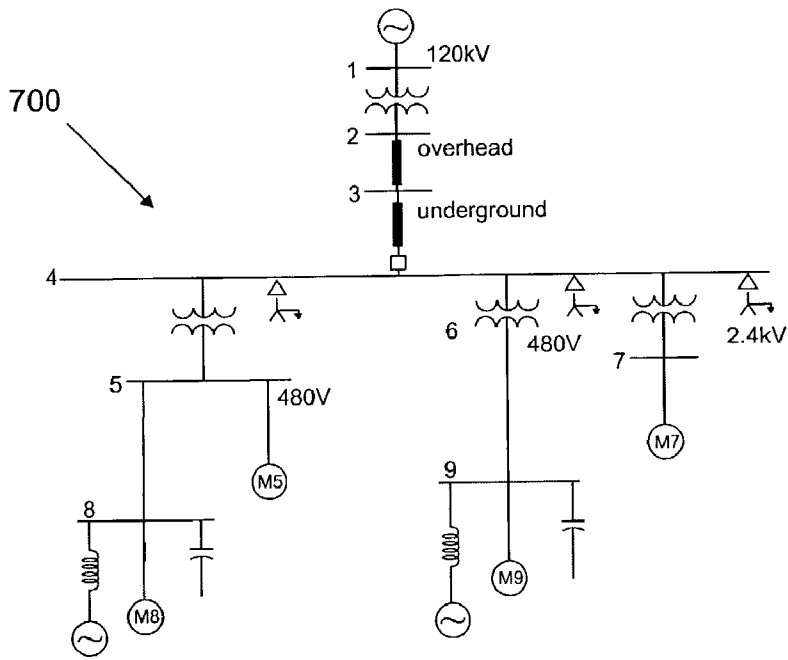 120kV
1
700
2
overhead
3
underground
4
6
480V
2.4kV
7
5
480V
M7
9
M5
8
M9
M8